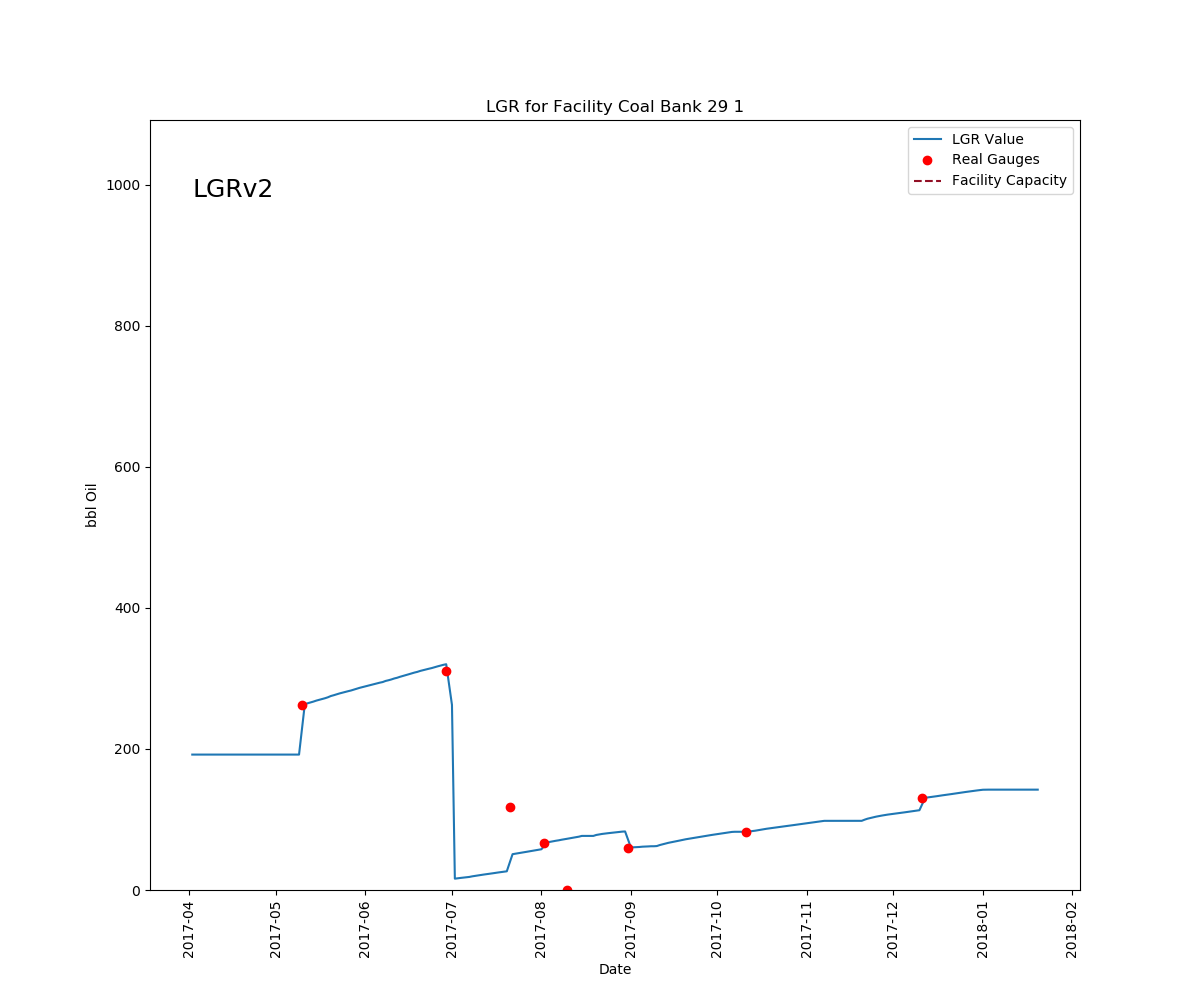 LGR for Facility Coal Bank 29 1
LGRv2
LGR Value
Real Gauges
Facility Capacity
bbl Oil
1000
800
600
400
200
0
2017-04
2017-05
2017-06
2017-07
2017-08
2017-09
2017-10
2017-11
2017-12
2018-01
2018-02
Date